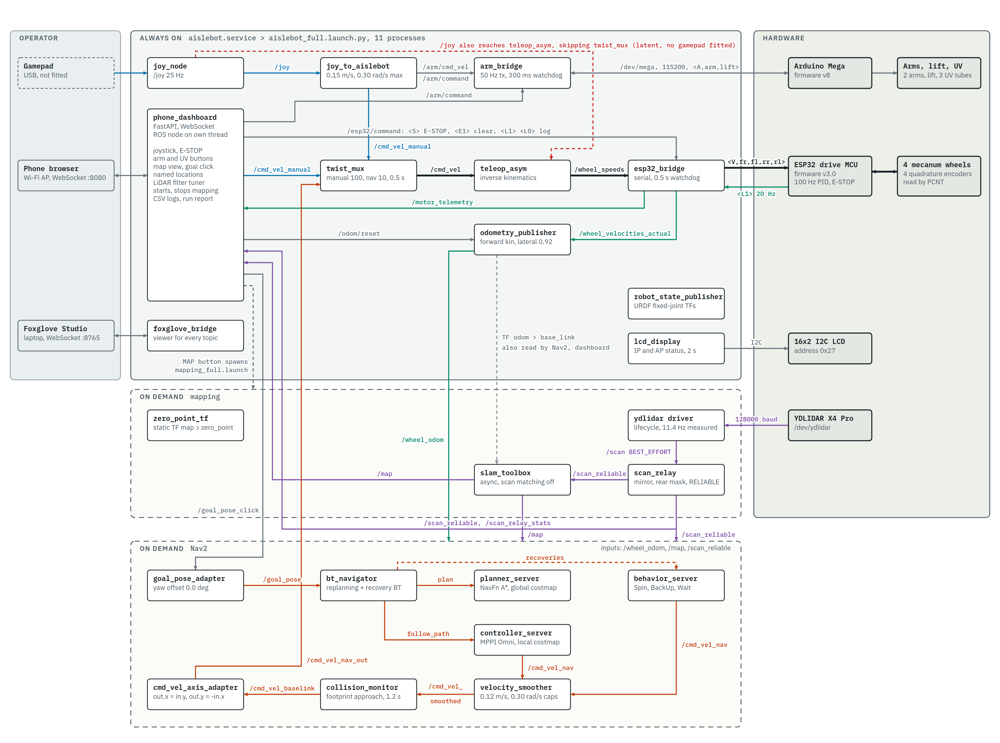 OPERATOR
Gamepad
USB, not fitted
Phone browser
Wi-Fi AP, WebSocket :8080
Foxglove Studio
laptop, WebSocket :8765
ALWAYS ON aislebot.service > aislebot_full.launch.py, 11 processes
/joy also reaches teleop_asym, skipping twist_mux (latent, no gamepad fitted)
joy_node
/joy 25 Hz
/joy
joy_to_aislebot
0.15 m/s, 0.30 rad/s max
/arm/cmd_vel
/arm/command
arm_bridge
50 Hz tx, 300 ms watchdog
/dev/mega, 115200, <A,arm,lift>
/arm/command
phone_dashboard
FastAPI, WebSocket
ROS node on own thread
joystick, E-STOP
arm and UV buttons
map view, goal click
named locations
LiDAR filter tuner
starts, stops mapping
CSV logs, run report
/esp32/command: <S> E-STOP, <E1> clear, <L1> <L0> log
/cmd_vel_manual
/cmd_vel_manual
twist_mux
manual 100, nav 10, 0.5 s
/cmd_vel
teleop_asym
inverse kinematics
/wheel_speeds
esp32_bridge
serial, 0.5 s watchdog
<V,fr,fl,rr,rl>
<L1> 20 Hz
/motor_telemetry
/odom/reset
odometry_publisher
forward kin, lateral 0.92
/wheel_velocities_actual
robot_state_publisher
URDF fixed-joint TFs
foxglove_bridge
viewer for every topic
TF odom > base_link
also read by Nav2, dashboard
lcd_display
IP and AP status, 2 s
I2C
MAP button spawns
mapping_full.launch
HARDWARE
Arduino Mega
firmware v8
Arms, lift, UV
2 arms, lift, 3 UV tubes
ESP32 drive MCU
firmware v3.0
100 Hz PID, E-STOP
4 mecanum wheels
4 quadrature encoders
read by PCNT
16x2 I2C LCD
address 0x27
YDLIDAR X4 Pro
/dev/ydlidar
ON DEMAND mapping
zero_point_tf
static TF map > zero_point
ydlidar driver
lifecycle, 11.4 Hz measured
128000 baud
/wheel_odom
/scan BEST_EFFORT
/map
slam_toolbox
async, scan matching off
/scan_reliable
scan_relay
mirror, rear mask, RELIABLE
/goal_pose_click
/scan_reliable, /scan_relay_stats
/map
/scan_reliable
ON DEMAND Nav2
inputs: /wheel_odom, /map, /scan_reliable
recoveries
goal_pose_adapter
yaw offset 0.0 deg
/goal_pose
bt_navigator
replanning + recovery BT
plan
planner_server
NavFn A*, global costmap
behavior_server
Spin, BackUp, Wait
follow_path
controller_server
MPPI Omni, local costmap
/cmd_vel_nav
/cmd_vel_nav_out
/cmd_vel_nav
cmd_vel_axis_adapter
out.x = in.y, out.y = -in.x
/cmd_vel_baselink
collision_monitor
footprint approach, 1.2 s
/cmd_vel_
smoothed
velocity_smoother
0.12 m/s, 0.30 rad/s caps